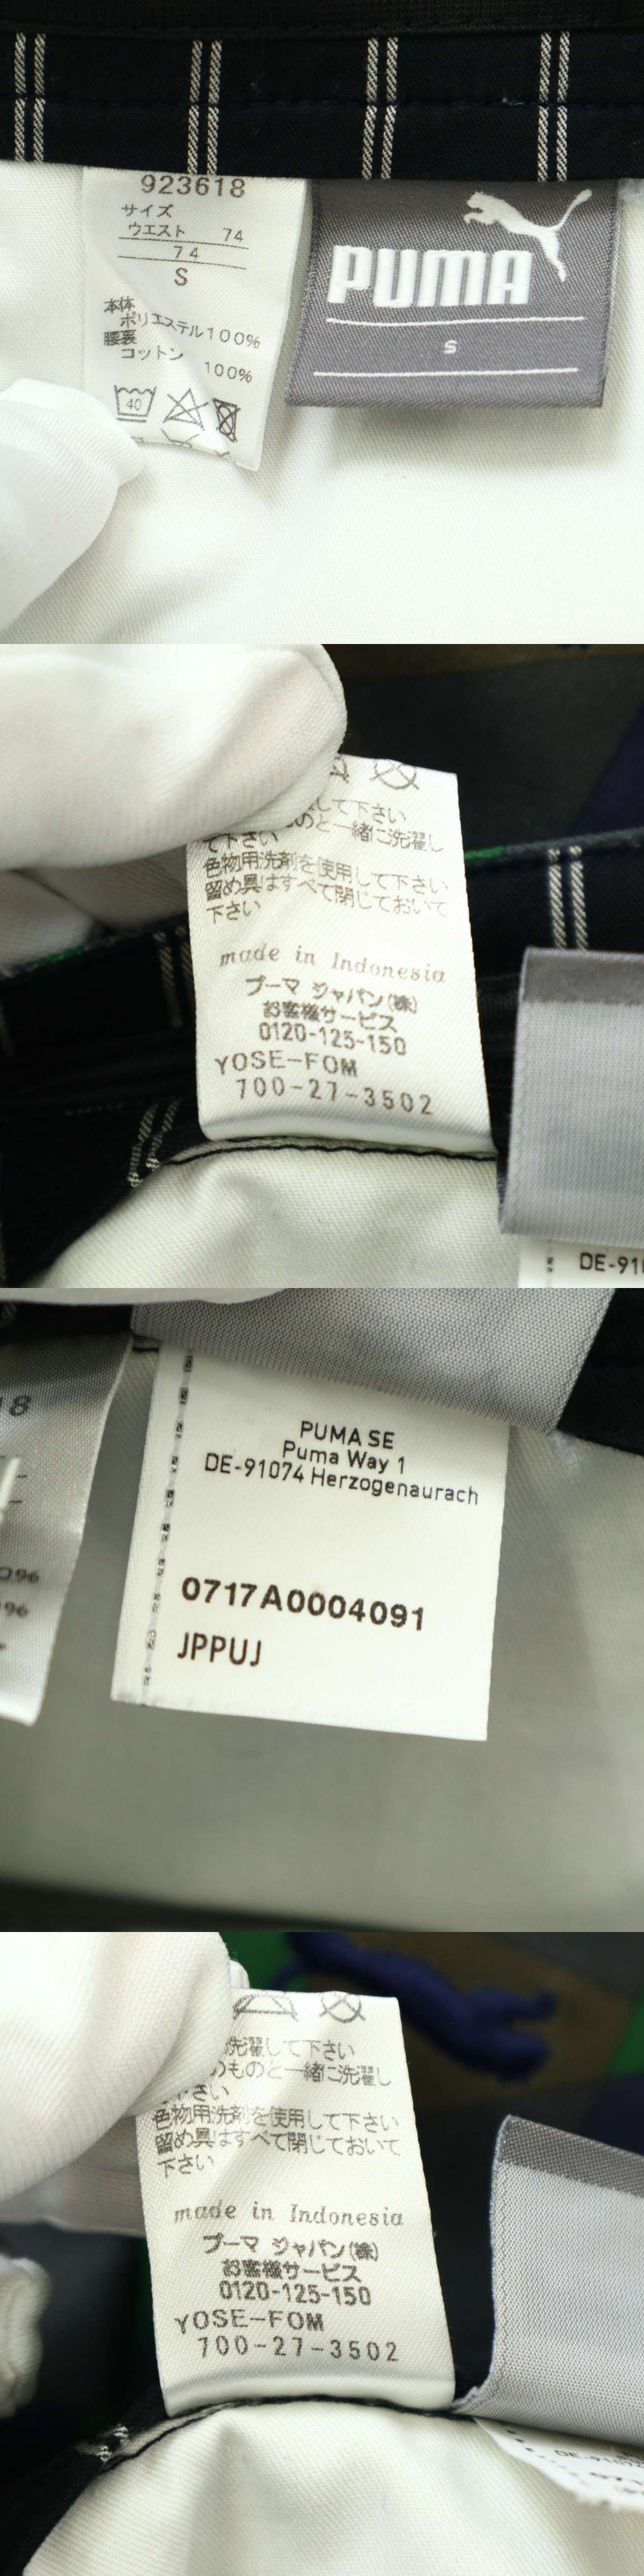 923618
サイズ
ウエスト 74
74
S
本体
ポリエステル100%
腰裏
コットン 100%
40
PUMA
S
して下さい
のと一緒に洗濯し
て下さい
色物用洗剤を使用して下さい
留め具はすべて閉じておいて
下さい
made in Indonesia
プーマ ジャパン(株)
お客様サービス
0120-125-150
YOSE-FOM
700-27-3502
DE-91
18
PUMA SE
Puma Way 1
DE-91074 Herzogenaurach
0717A0004091
JPPUJ
洗濯して下さい
のものと一緒に洗濯し
下さい
色物用洗剤を使用して下さい
留め具はすべて閉じておいて
下さい
made in Indonesia
プーマ ジャパン(株)
お客様サービス
0120-125-150
YOSE-FOM
700-27-3502